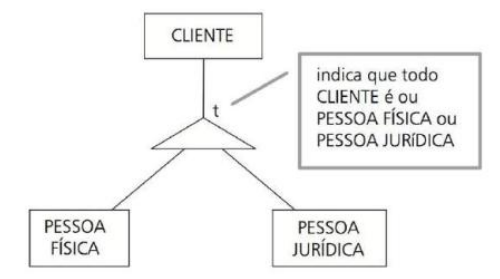 CLIENTE
t
indica que todo
CLIENTE é ou
PESSOA FÍSICA ou
PESSOA JURÍDICA
PESSOA
FÍSICA
PESSOA
JURÍDICA